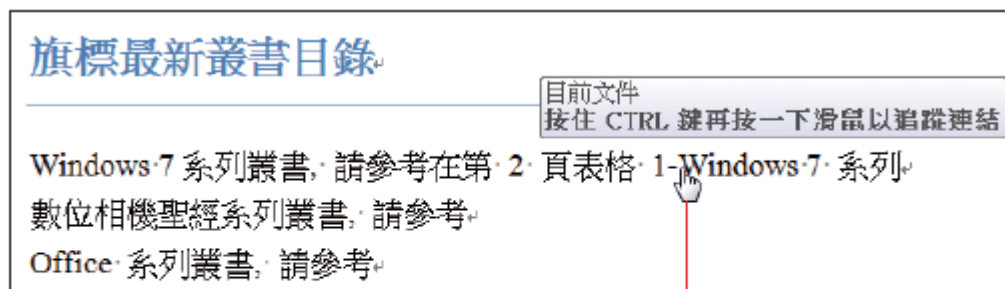 旗標最新叢書目錄
目前文件
按住 CTRL 鍵再按一下滑鼠以追蹤連結
Windows 7 系列叢書, 請參考在第 2 頁表格 1-Windows 7 系列
數位相機聖經系列叢書, 請參考
Office 系列叢書, 請參考